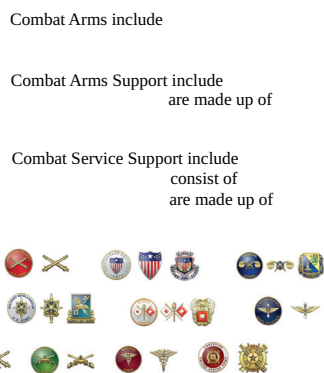 Combat Arms include
Combat Arms Support include
are made up of
Combat Service Support include
consist of
are made up of